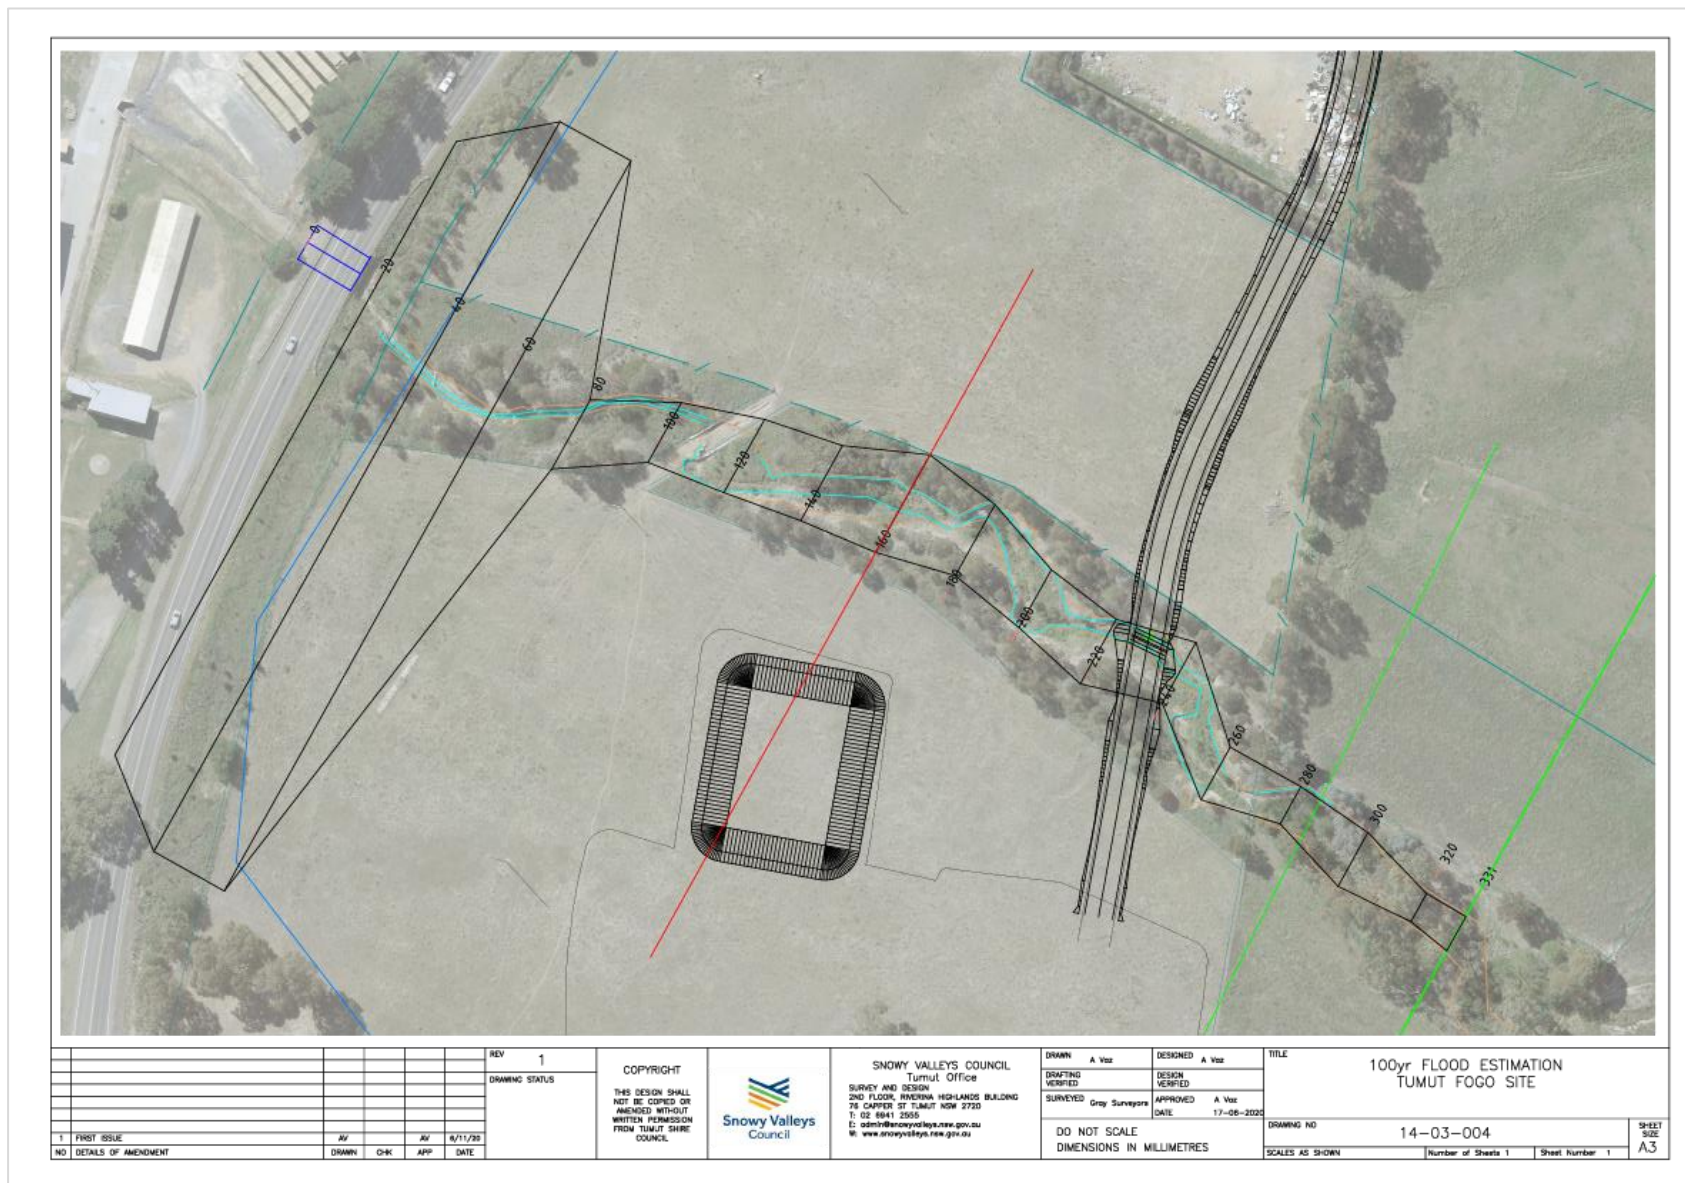 0
20
40
60
80
100
120
140
160
180
200
220
240
260
280
300
320
331
REV 1
DRAWING STATUS
1 FIRST ISSUE AV AV 6/11/20
NO DETAILS OF AMENDMENT DRAWN CHK APP DATE
COPYRIGHT
THIS DESIGN SHALL
NOT BE COPIED OR
AMENDED WITHOUT
WRITTEN PERMISSION
FROM TUMUT SHIRE
COUNCIL
Snowy Valleys
Council
SNOWY VALLEYS COUNCIL
Tumut Office
SURVEY AND DESIGN
2ND FLOOR, RIVERINA HIGHLANDS BUILDING
76 CAPPER ST TUMUT NSW 2720
T: 02 6941 2555
E: admin@snowyvalleys.nsw.gov.au
W: www.snowyvalleys.nsw.gov.au
DRAWN A Vaz DESIGNED A Vaz
DRAFTING VERIFIED DESIGN VERIFIED
SURVEYED Gray Surveyors APPROVED A Vaz
DATE 17-06-2020
DO NOT SCALE
DIMENSIONS IN MILLIMETRES
TITLE
100yr FLOOD ESTIMATION
TUMUT FOGO SITE
DRAWING NO 14-03-004
SCALES AS SHOWN Number of Sheets 1 Sheet Number 1
SHEET SIZE
A3